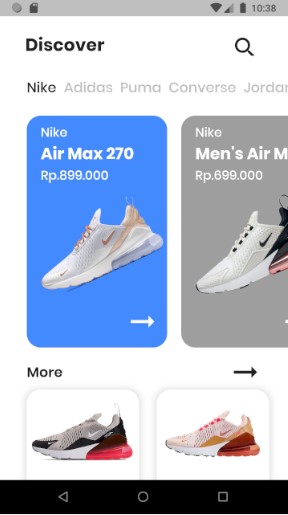 10:38
Discover
Nike Adidas Puma Converse Jordan
Nike
Air Max 270
Rp.899.000
Nike
Men's Air M
Rp.699.000
More